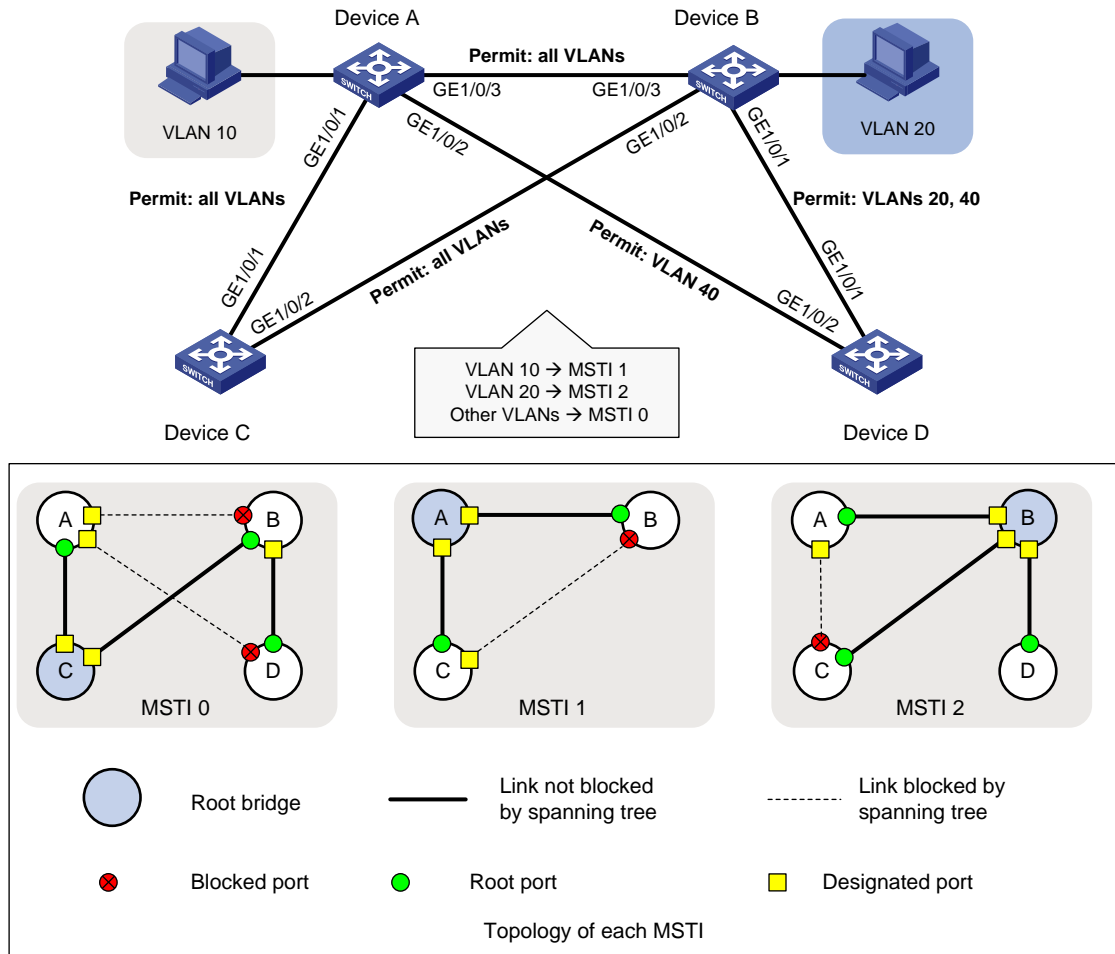 Device A
Device B
Permit: all VLANs
GE1/0/3
GE1/0/3
SWITCH
SWITCH
VLAN 10
VLAN 20
GE1/0/1
GE1/0/2
GE1/0/2
GE1/0/1
Permit: all VLANs
Permit: VLANs 20, 40
Permit: all VLANs
Permit: VLAN 40
GE1/0/1
GE1/0/2
GE1/0/2
GE1/0/1
SWITCH
SWITCH
VLAN 10 → MSTI 1
VLAN 20 → MSTI 2
Other VLANs → MSTI 0
Device C
Device D
A
B
C
D
MSTI 0
A
B
C
MSTI 1
A
B
C
D
MSTI 2
Root bridge
Link not blocked
by spanning tree
Link blocked by
spanning tree
Blocked port
Root port
Designated port
Topology of each MSTI